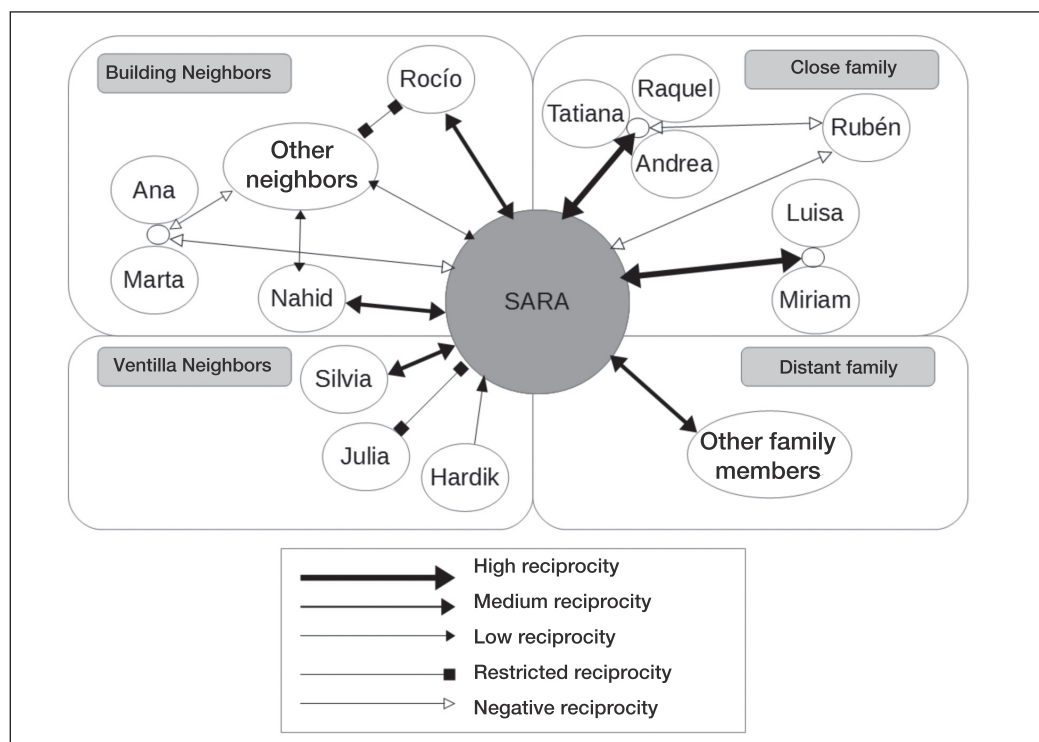 Building Neighbors
Rocío
Other
neighbors
Ana
Marta
Nahid
Close family
Raquel
Tatiana
Andrea
Rubén
Luisa
Miriam
SARA
Ventilla Neighbors
Silvia
Julia
Hardik
Distant family
Other family
members
High reciprocity
Medium reciprocity
Low reciprocity
Restricted reciprocity
Negative reciprocity